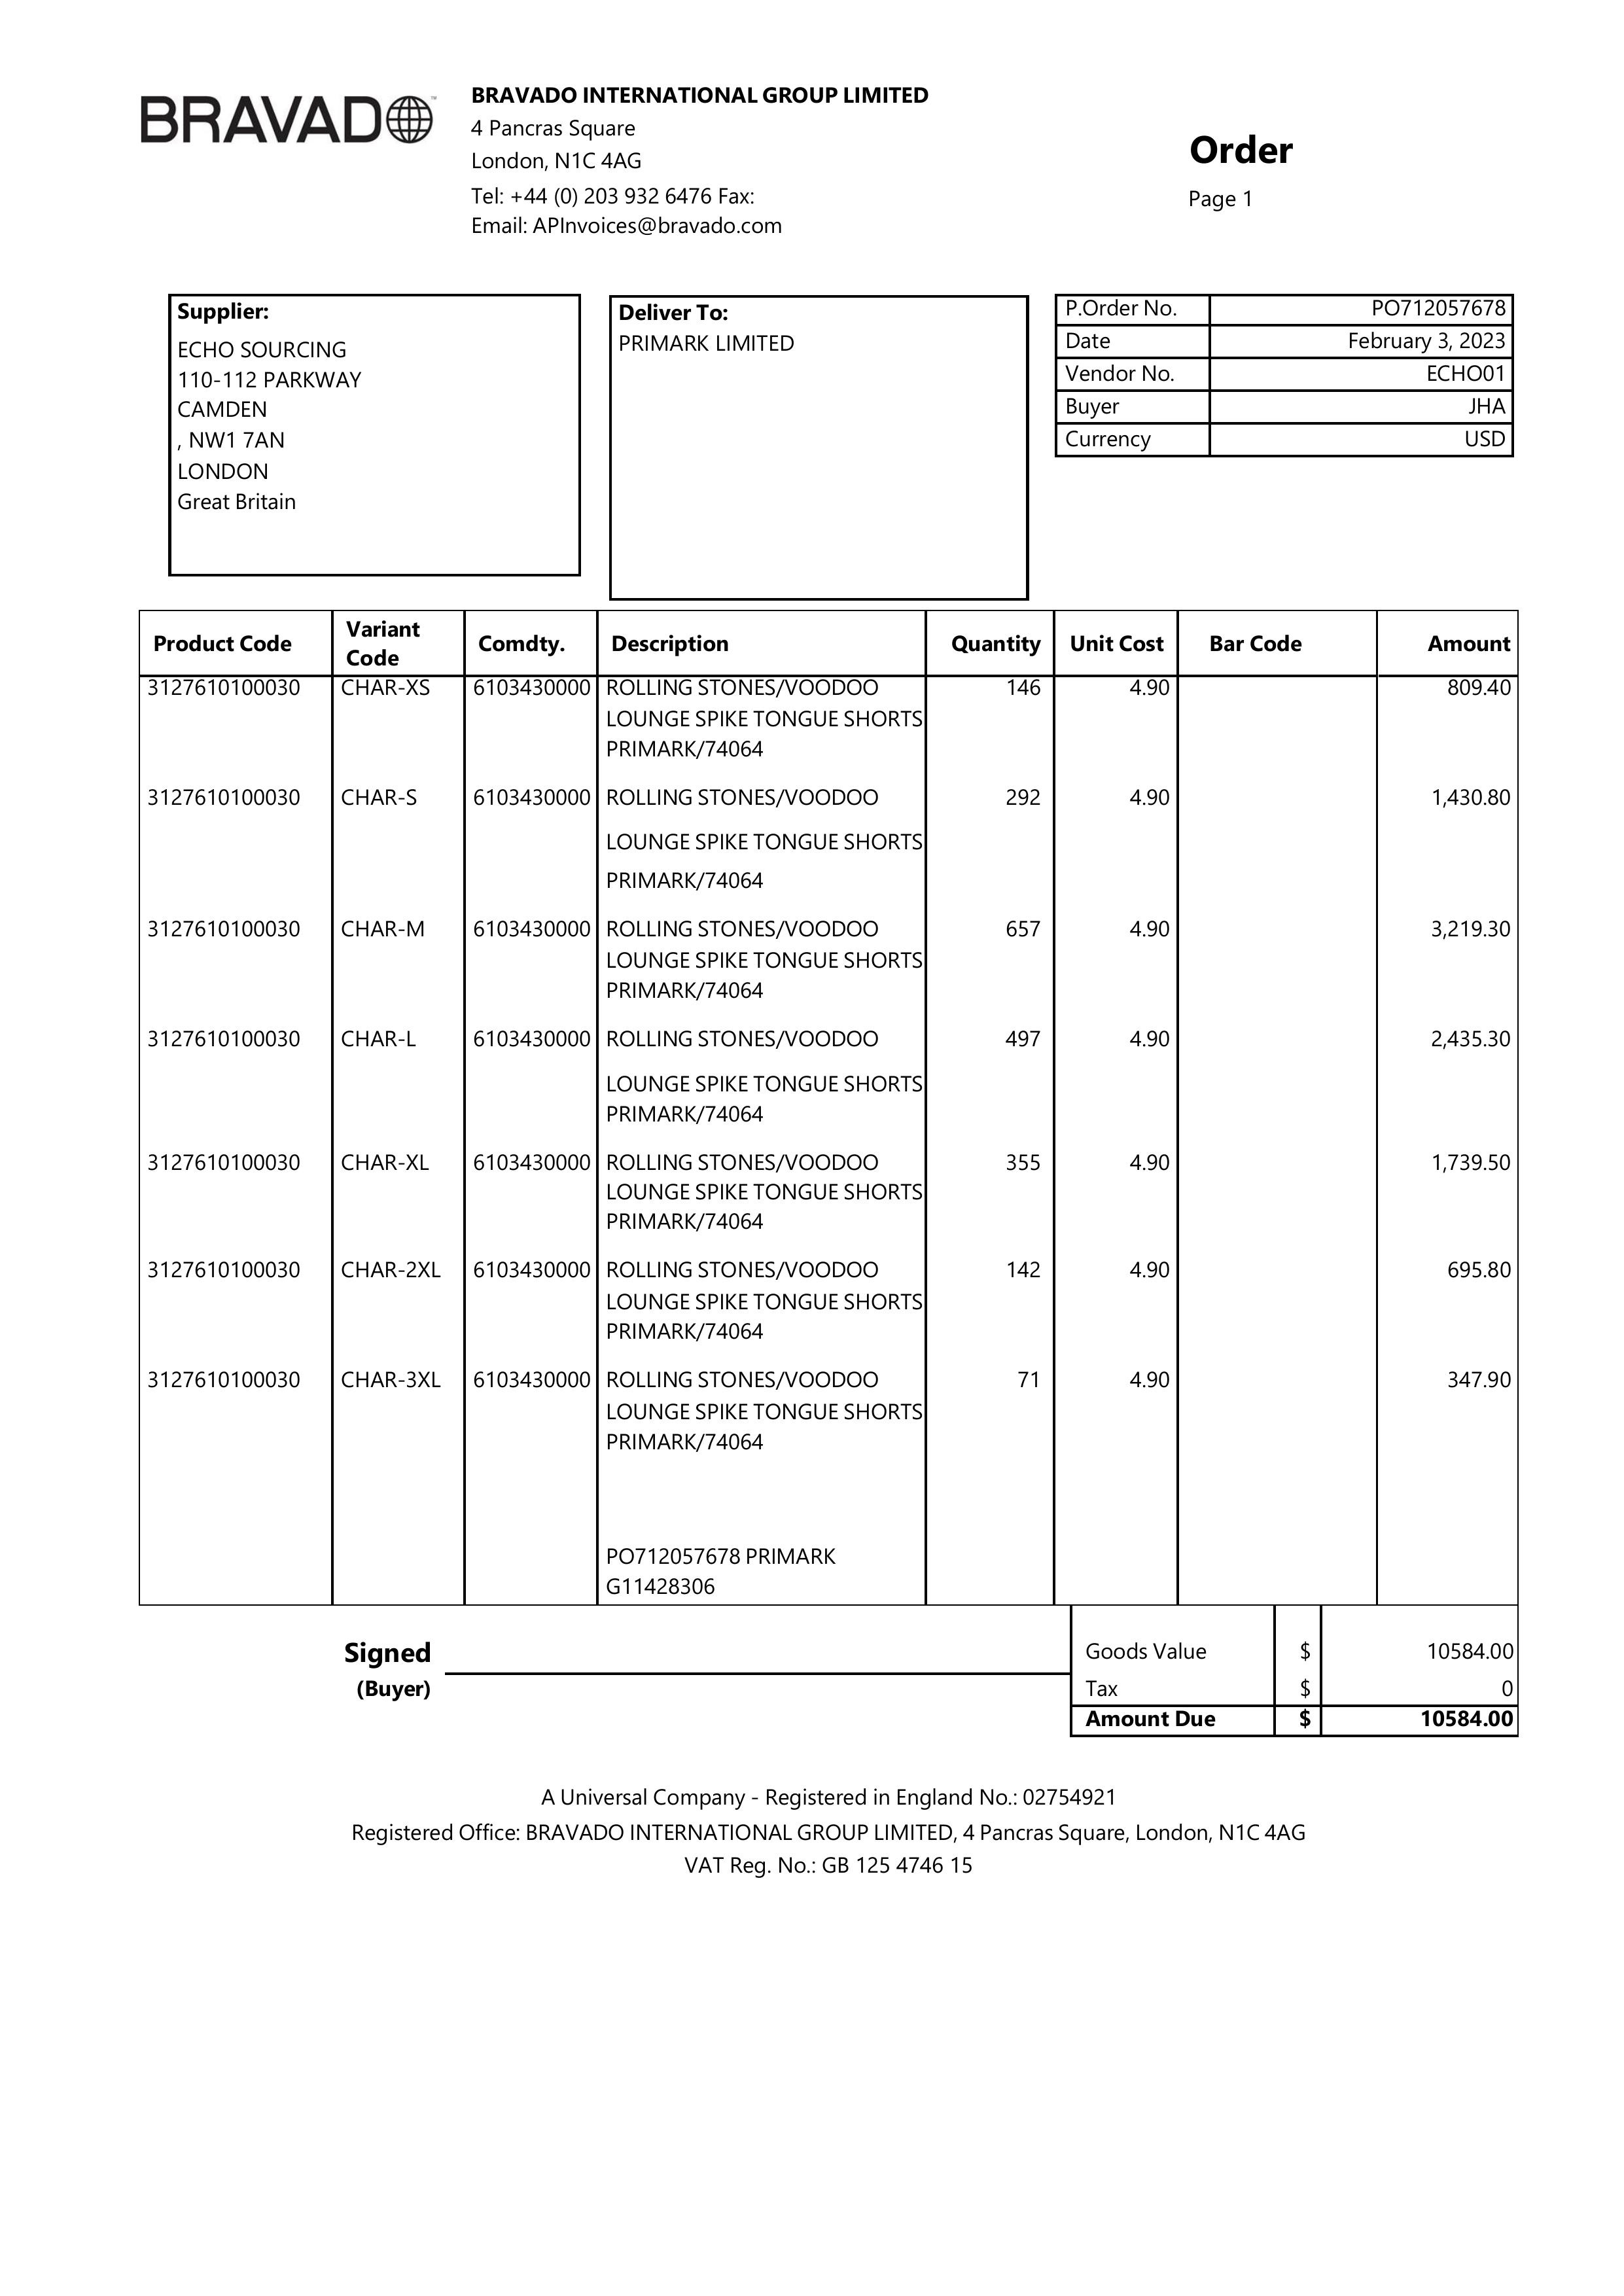 BRAVADO™
BRAVADO INTERNATIONAL GROUP LIMITED
4 Pancras Square
London, N1C 4AG
Tel: +44 (0) 203 932 6476 Fax:
Email: APInvoices@bravado.com
Order
Page 1
Supplier:
ECHO SOURCING
110-112 PARKWAY
CAMDEN
, NW1 7AN
LONDON
Great Britain
Deliver To:
PRIMARK LIMITED
P.Order No. PO712057678
Date February 3, 2023
Vendor No. ECHO01
Buyer JHA
Currency USD
Product Code Variant Code Comdty. Description Quantity Unit Cost Bar Code Amount
3127610100030 CHAR-XS 6103430000 ROLLING STONES/VOODOO 146 4.90 809.40
LOUNGE SPIKE TONGUE SHORTS
PRIMARK/74064
3127610100030 CHAR-S 6103430000 ROLLING STONES/VOODOO 292 4.90 1,430.80
LOUNGE SPIKE TONGUE SHORTS
PRIMARK/74064
3127610100030 CHAR-M 6103430000 ROLLING STONES/VOODOO 657 4.90 3,219.30
LOUNGE SPIKE TONGUE SHORTS
PRIMARK/74064
3127610100030 CHAR-L 6103430000 ROLLING STONES/VOODOO 497 4.90 2,435.30
LOUNGE SPIKE TONGUE SHORTS
PRIMARK/74064
3127610100030 CHAR-XL 6103430000 ROLLING STONES/VOODOO 355 4.90 1,739.50
LOUNGE SPIKE TONGUE SHORTS
PRIMARK/74064
3127610100030 CHAR-2XL 6103430000 ROLLING STONES/VOODOO 142 4.90 695.80
LOUNGE SPIKE TONGUE SHORTS
PRIMARK/74064
3127610100030 CHAR-3XL 6103430000 ROLLING STONES/VOODOO 71 4.90 347.90
LOUNGE SPIKE TONGUE SHORTS
PRIMARK/74064
PO712057678 PRIMARK
G11428306
Signed
(Buyer)
Goods Value $ 10584.00
Tax $ 0
Amount Due $ 10584.00
A Universal Company - Registered in England No.: 02754921
Registered Office: BRAVADO INTERNATIONAL GROUP LIMITED, 4 Pancras Square, London, N1C 4AG
VAT Reg. No.: GB 125 4746 15